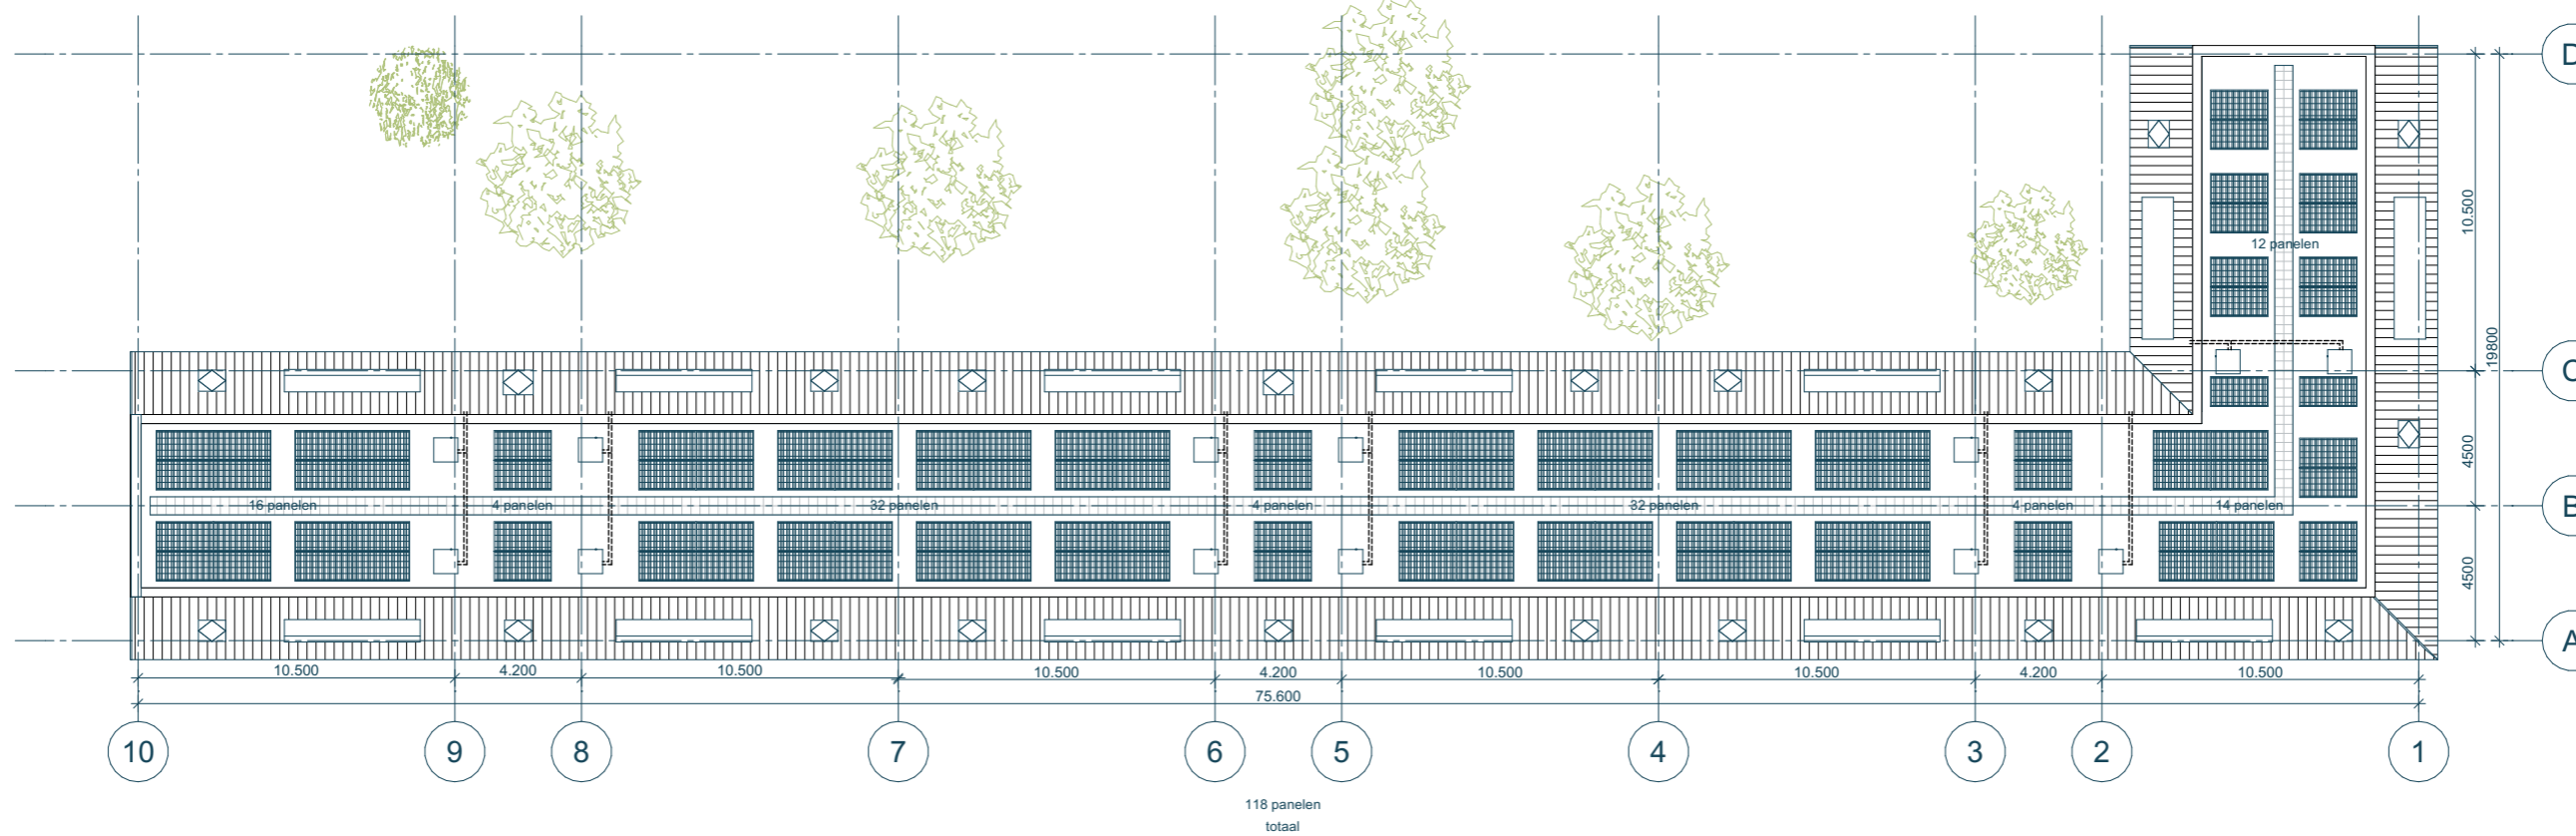 D
10.500
12 panelen
19800
C
4500
16 panelen
4 panelen
32 panelen
4 panelen
32 panelen
4 panelen
14 panelen
B
4500
A
10.500
4.200
10.500
10.500
4.200
10.500
10.500
4.200
10.500
75.600
10
9
8
7
6
5
4
3
2
1
118 panelen
totaal